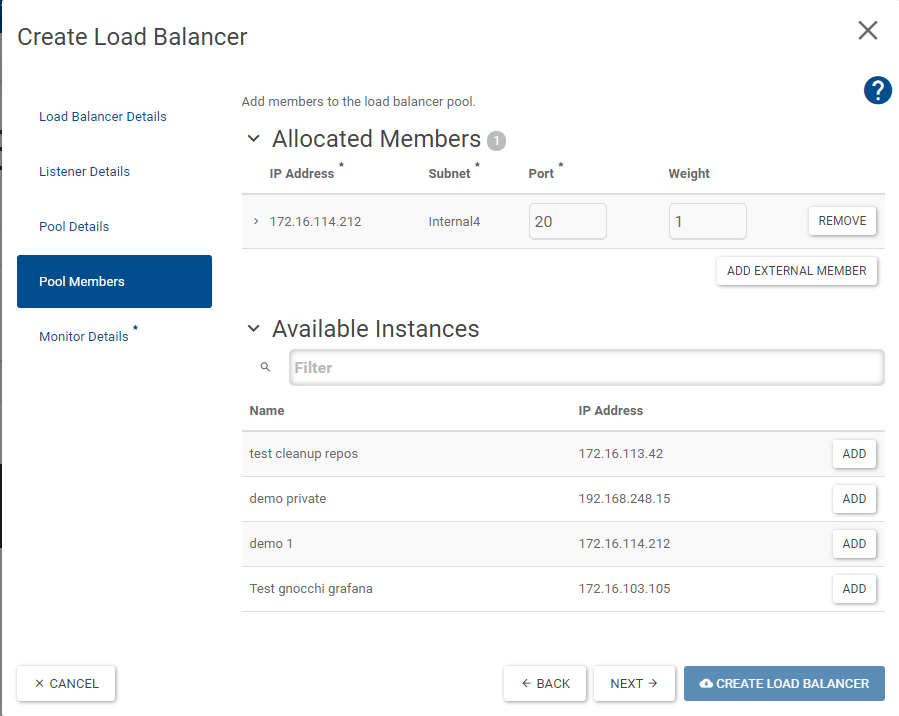 Create Load Balancer
Load Balancer Details
Listener Details
Pool Details
Pool Members
Monitor Details *
Add members to the load balancer pool.
Allocated Members 1
IP Address * Subnet * Port * Weight
172.16.114.212 Internal4 20 1 REMOVE
ADD EXTERNAL MEMBER
Available Instances
Filter
Name IP Address
test cleanup repos 172.16.113.42 ADD
demo private 192.168.248.15 ADD
demo 1 172.16.114.212 ADD
Test gnocchi grafana 172.16.103.105 ADD
CANCEL BACK NEXT CREATE LOAD BALANCER